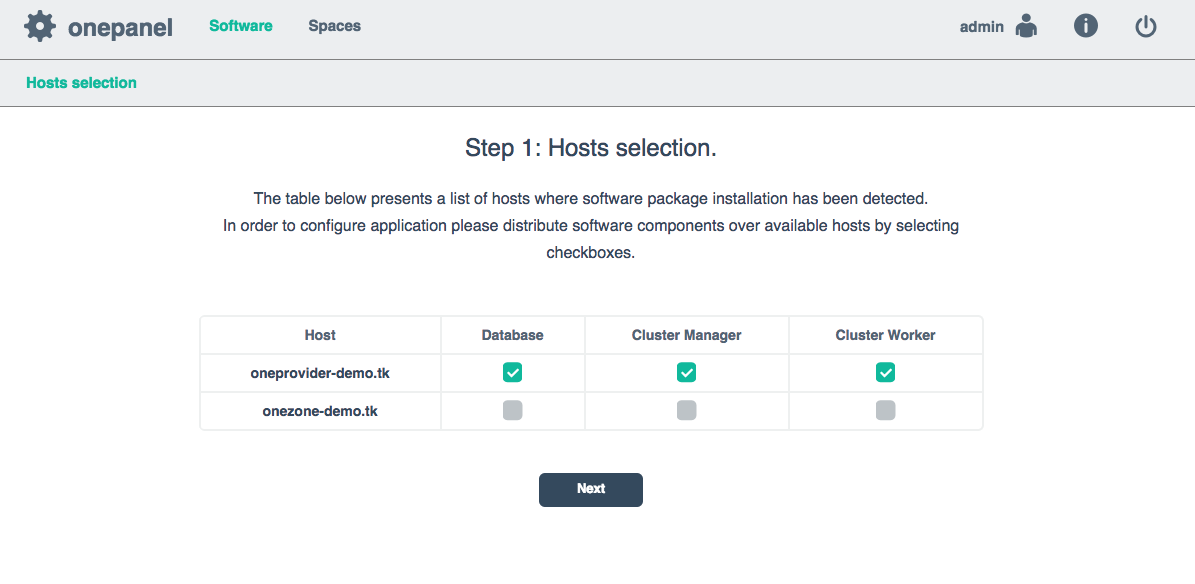 onepanel Software Spaces admin
Hosts selection
Step 1: Hosts selection.
The table below presents a list of hosts where software package installation has been detected.
In order to configure application please distribute software components over available hosts by selecting
checkboxes.
Host Database Cluster Manager Cluster Worker
oneprovider-demo.tk
onezone-demo.tk
Next